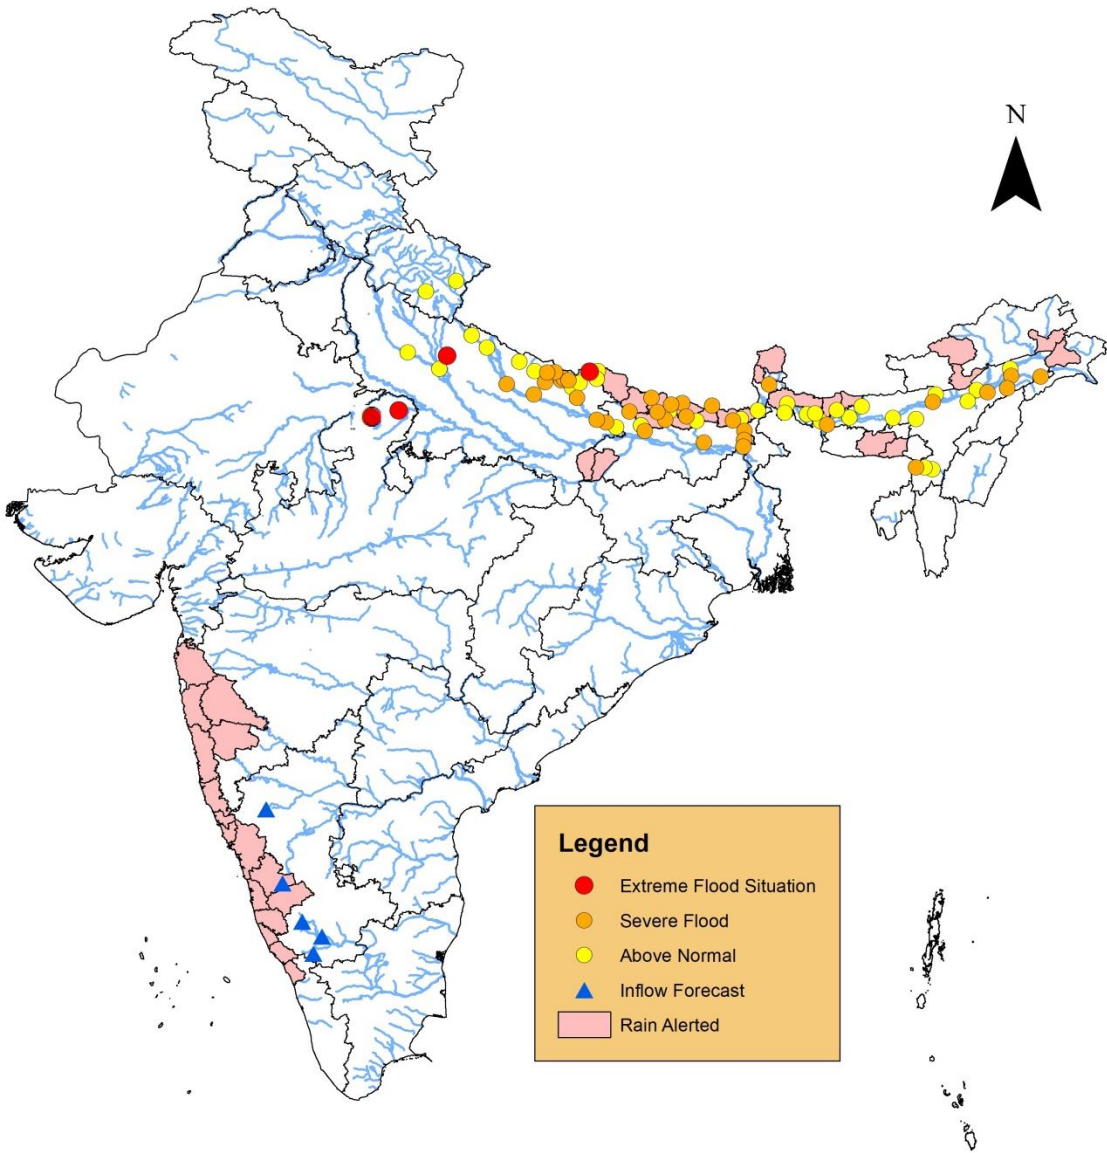 N
Legend
Extreme Flood Situation
Severe Flood
Above Normal
Inflow Forecast
Rain Alerted